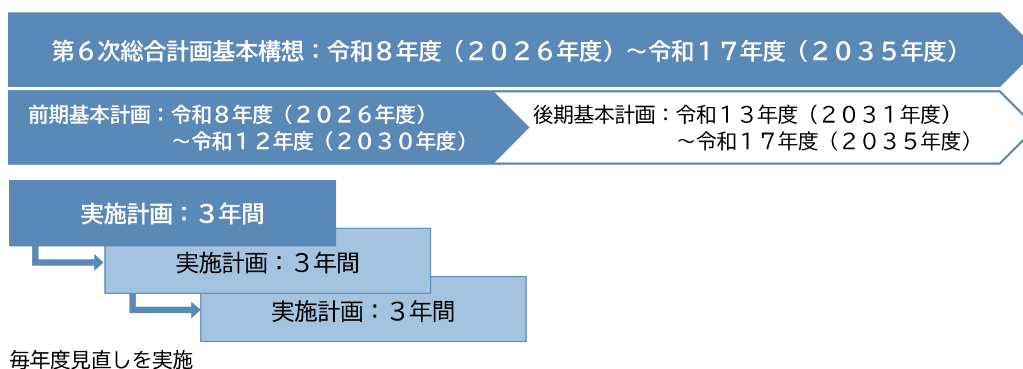 第６次総合計画基本構想：令和８年度（２０２６年度）～令和１７年度（２０３５年度）
前期基本計画：令和８年度（２０２６年度）
～令和１２年度（２０３０年度）
後期基本計画：令和１３年度（２０３１年度）
～令和１７年度（２０３５年度）
実施計画：３年間
実施計画：３年間
実施計画：３年間
毎年度見直しを実施